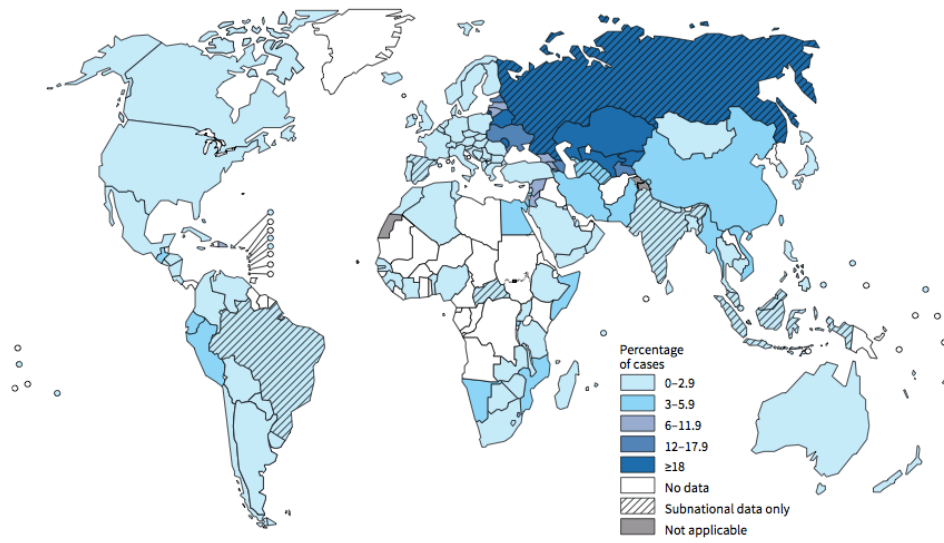 Percentage
of cases
0–2.9
3–5.9
6–11.9
12–17.9
≥18
No data
Subnational data only
Not applicable